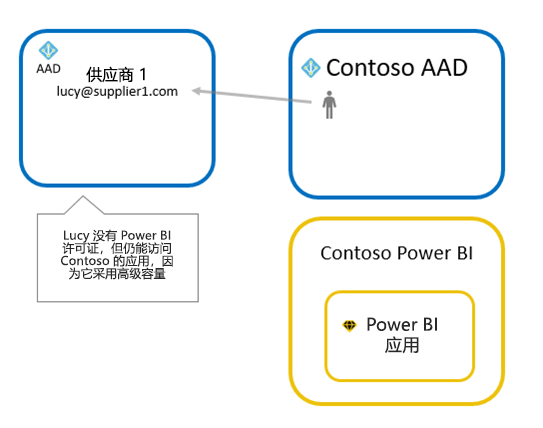 AAD
供应商 1
lucy@supplier1.com
Contoso AAD
Lucy 没有 Power BI
许可证，但仍能访问
Contoso 的应用，因
为它采用高级容量
Contoso Power BI
Power BI
应用